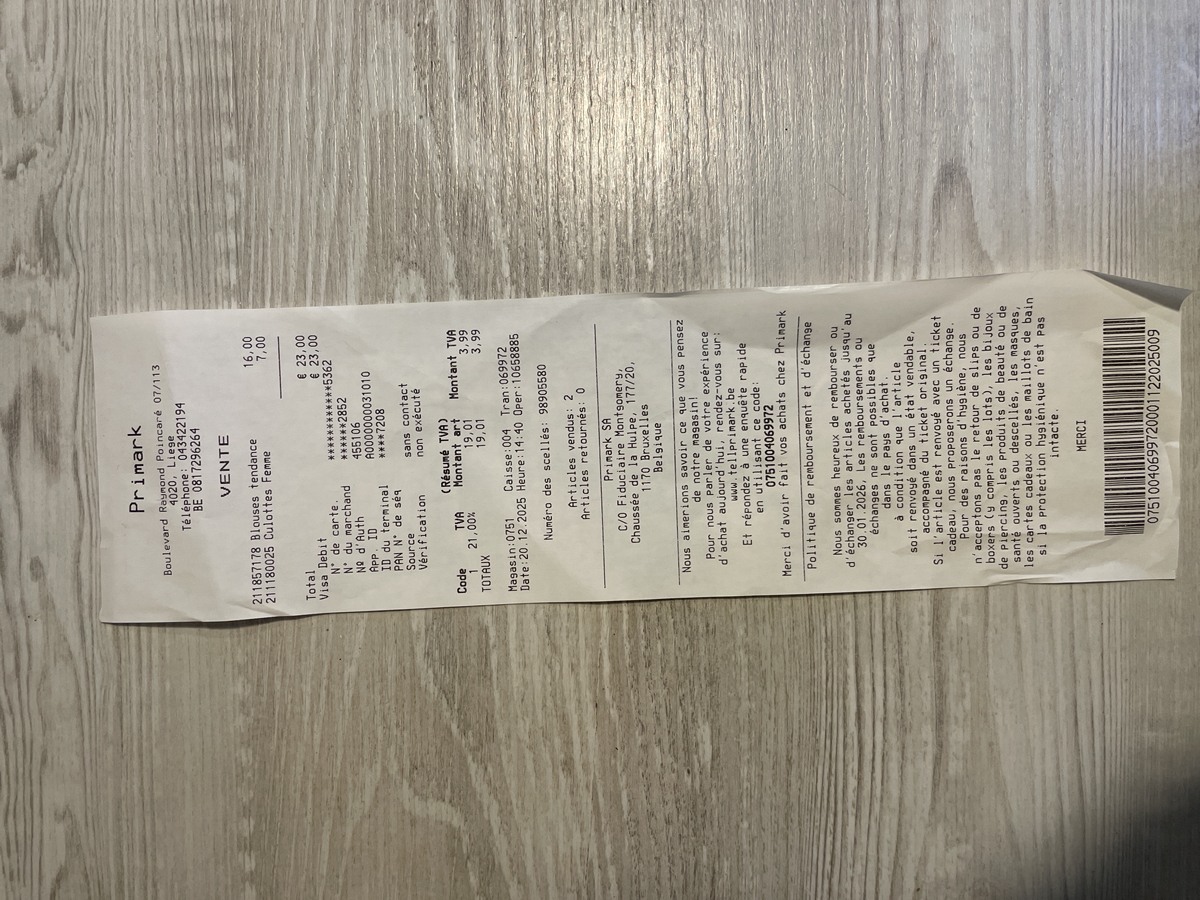 Primark
Boulevard Raymond Poincaré 07/113
4020, Liege
Téléphone: 043422194
BE 0817296264
VENTE
211857178 Blouses tendance 16,00
211180025 Culottes Femme 7,00
Total € 23,00
Visa Debit € 23,00
N° de carte ************5362
N° du marchand *****2852
Nº d'Auth 455106
App. ID A0000000031010
ID du terminal ****7208
PAN N° de séq
Source sans contact
Vérification non exécuté
(Résumé TVA)
Code TVA Montant art Montant TVA
1 21,00% 19,01 3,99
TOTAUX 19,01 3,99
Magasin:0751 Caisse:004 Tran:069972
Date:20.12.2025 Heure:14:40 Oper:10658885
Numéro des scellés: 98905580
Articles vendus: 2
Articles retournés: 0
Primark SA
C/O Fiduciaire Montgomery,
Chaussée de la Hulpe, 177/20,
1170 Bruxelles
Belgique
Nous aimerions savoir ce que vous pensez
de notre magasin!
Pour nous parler de votre expérience
d'achat aujourd'hui, rendez-vous sur:
www.tellprimark.be
Et répondez à une enquête rapide
en utilisant ce code:
0751004069972
Merci d'avoir fait vos achats chez Primark
Politique de remboursement et d'échange
Nous sommes heureux de rembourser ou
d'échanger les articles achetés jusqu'au
30.01.2026, Les remboursements ou
échanges ne sont possibles que
dans le pays d'achat.
à condition que l'article
soit renvoyé dans un état vendable,
accompagné du ticket original.
Si l'article est renvoyé avec un ticket
cadeau, nous proposerons un échange.
Pour des raisons d'hygiène, nous
n'acceptons pas le retour de slips ou de
boxers (y compris les lots), les bijoux
de piercing, les produits de beauté ou de
santé ouverts ou descellés, les masques,
les cartes cadeaux ou les maillots de bain
si la protection hygiénique n'est pas
intacte.
MERCI
0751004069972000112202 5009